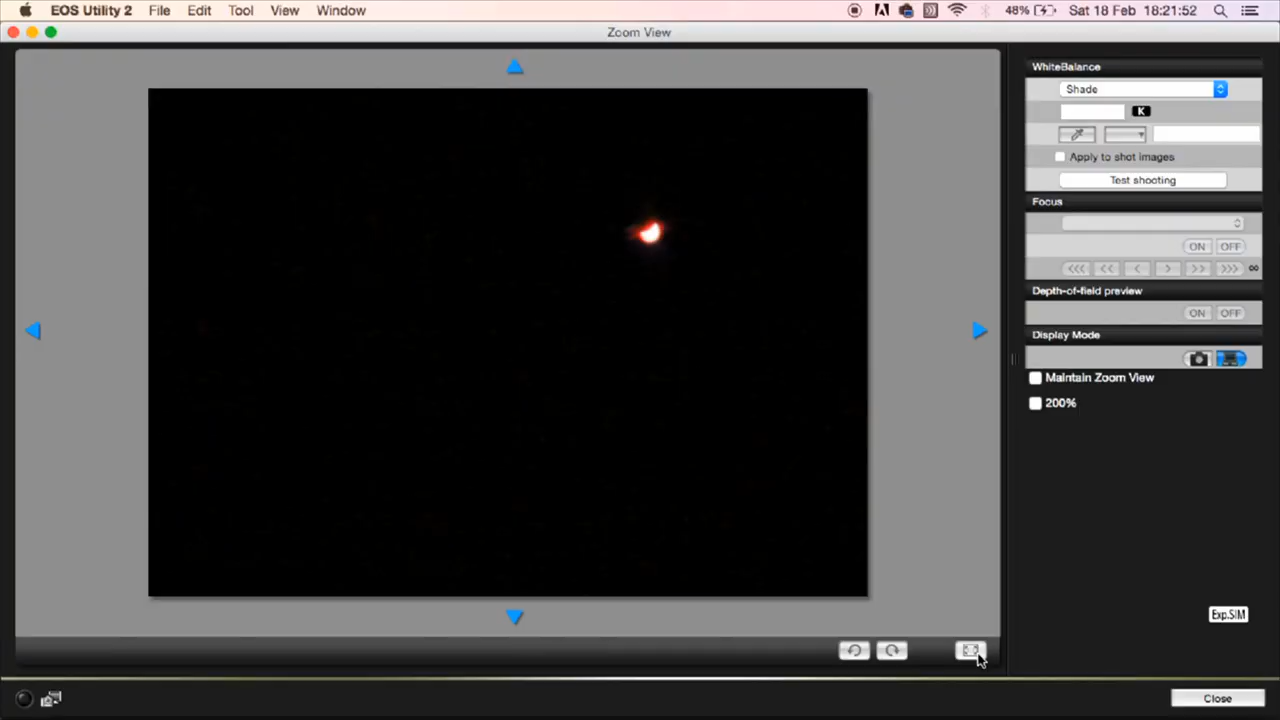 EOS Utility 2 File Edit Tool View Window 48% Sat 18 Feb 18:21:52
Zoom View
WhiteBalance
Shade
K
Apply to shot images
Test shooting
Focus
ON OFF
<<< << < > >> >>> ∞
Depth-of-field preview
ON OFF
Display Mode
Maintain Zoom View
200%
Exp.SIM
Close